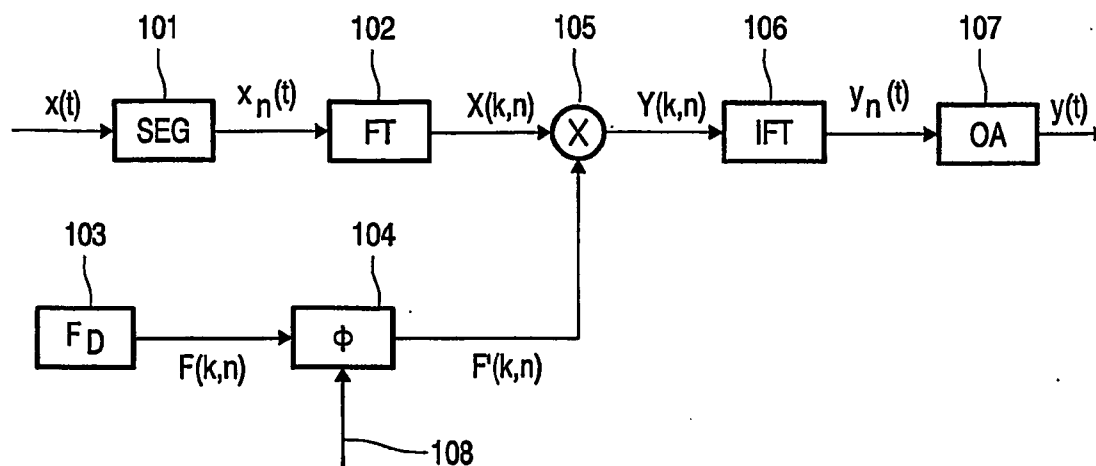 101 102 105 106 107
x(t) SEG xn(t) FT X(k,n) X Y(k,n) IFT yn(t) OA y(t)
103 104
FD F(k,n) Φ F'(k,n)
108